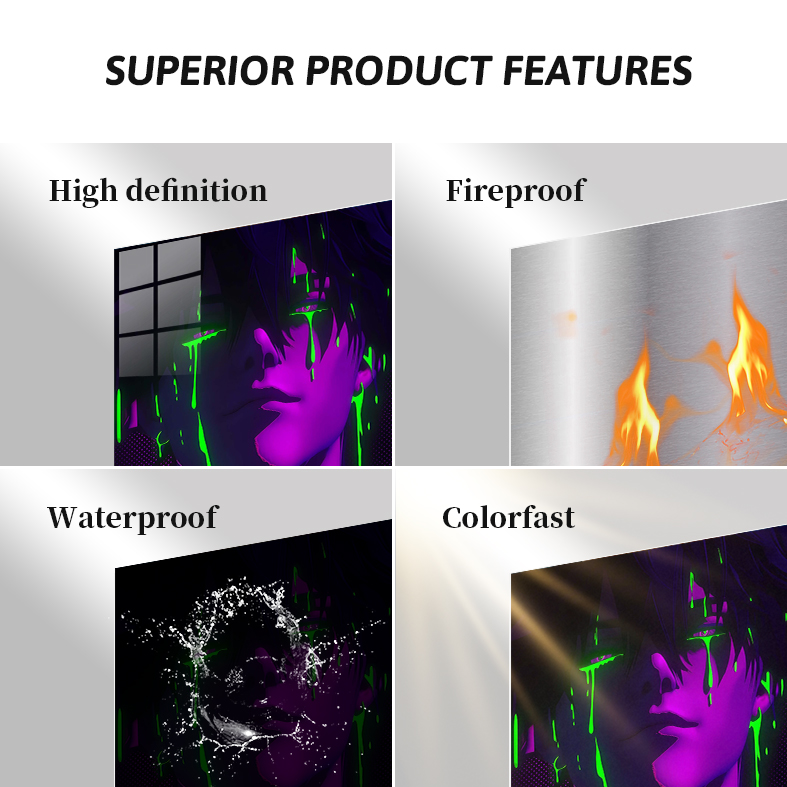 SUPERIOR PRODUCT FEATURES
High definition
Fireproof
Waterproof
Colorfast